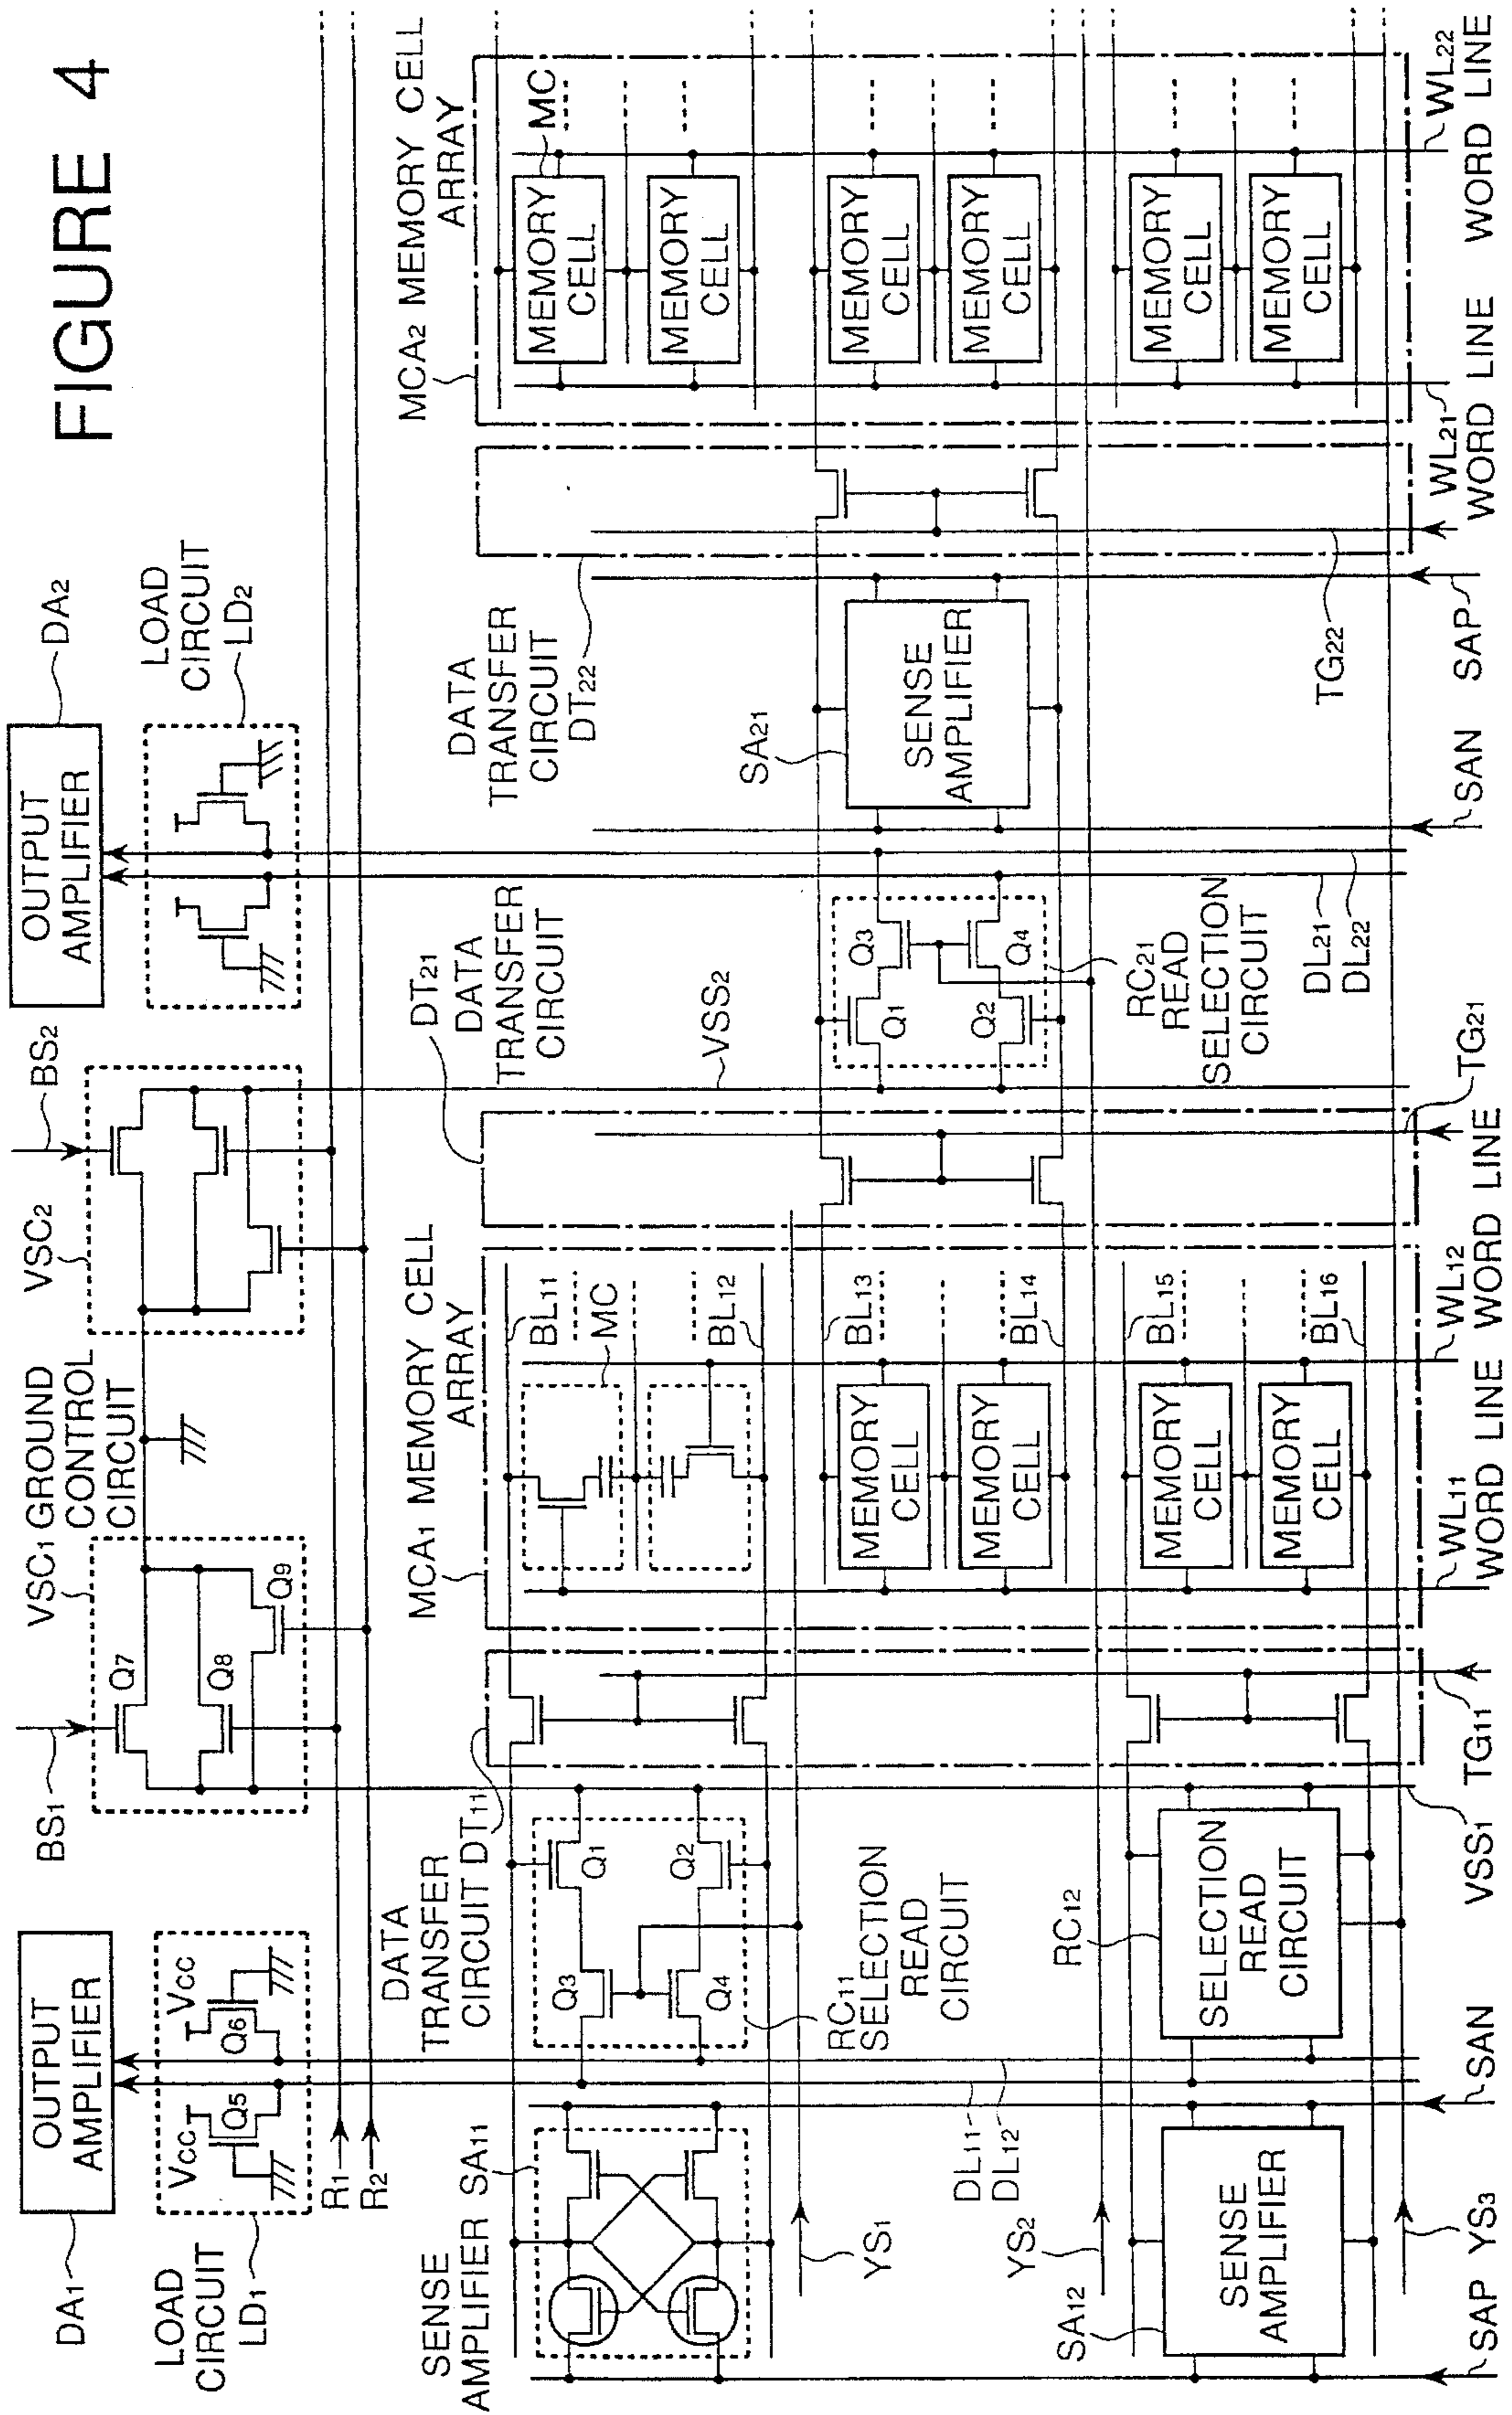 FIGURE 4
DA1
OUTPUT
AMPLIFIER
LOAD
CIRCUIT
LD1
Vcc
Q5
Vcc
Q6
R1
R2
BS1
VSC1 GROUND
CONTROL
CIRCUIT
Q7
Q8
Q9
VSC2
BS2
OUTPUT
AMPLIFIER
DA2
LOAD
CIRCUIT
LD2
SENSE
AMPLIFIER SA11
DATA
TRANSFER
CIRCUIT DT11
Q1
Q2
Q3
Q4
RC11
SELECTION
READ
CIRCUIT
MCA1 MEMORY CELL
ARRAY
BL11
MC
BL12
BL13
MEMORY
CELL
MEMORY
CELL
BL14
BL15
MEMORY
CELL
MEMORY
CELL
BL16
DT21
DATA
TRANSFER
CIRCUIT
VSS2
Q1
Q3
Q2
Q4
RC21
READ
SELECTION
CIRCUIT
DATA
TRANSFER
CIRCUIT
DT22
SA21
SENSE
AMPLIFIER
MCA2 MEMORY CELL
ARRAY
MC
MEMORY
CELL
MEMORY
CELL
MEMORY
CELL
MEMORY
CELL
MEMORY
CELL
MEMORY
CELL
YS1
DL11
DL12
YS2
SA12
SENSE
AMPLIFIER
RC12
SELECTION
READ
CIRCUIT
SAP
YS3
SAN
VSS1
TG11
WL11
WORD LINE
WL12
WORD LINE
TG21
DL21
DL22
SAN
SAP
TG22
WL21
WORD LINE
WL22
WORD LINE